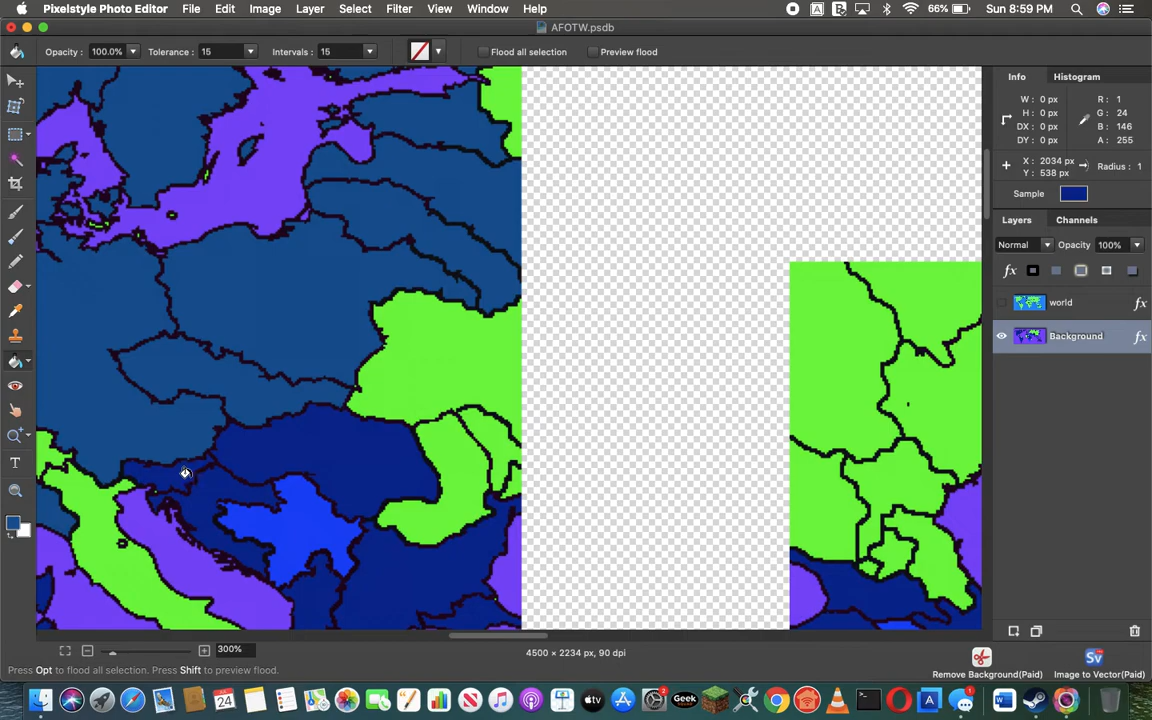 Pixelstyle Photo Editor File Edit Image Layer Select Filter View Window Help 66% Sun 8:59 PM
AFOTW.psdb
Opacity : 100.0% Tolerance : 15 Intervals : 15 Flood all selection Preview flood
Info Histogram
W : 0 px R : 1
H : 0 px G : 24
DX : 0 px B : 146
DY : 0 px A : 255
X : 2034 px Radius : 1
Y : 538 px
Sample
Layers Channels
Normal Opacity 100%
fx
world fx
Background fx
T
300% 4500 × 2234 px, 90 dpi
Press Opt to flood all selection. Press Shift to preview flood.
Sv
Remove Background(Paid) Image to Vector(Paid)